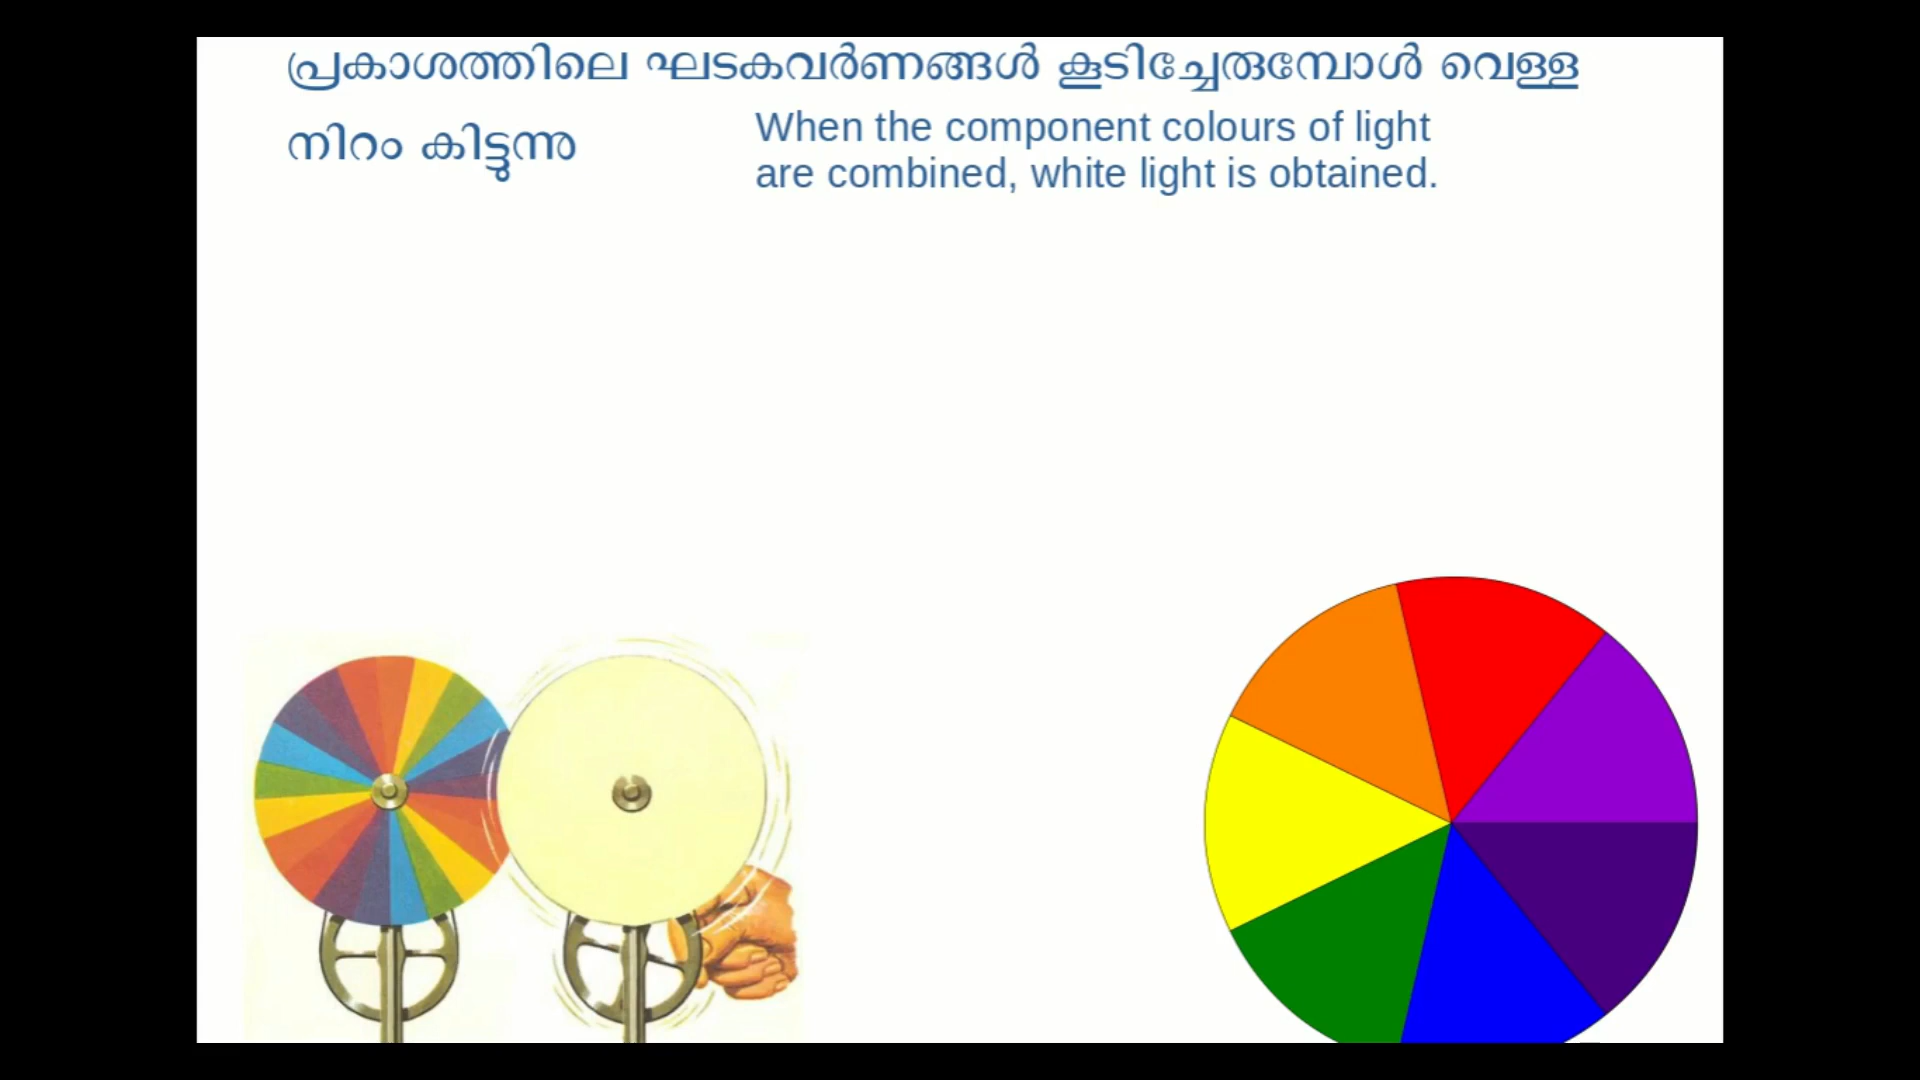 പ്രകാശത്തിലെ ഘടകവർണങ്ങൾ കൂടിച്ചേരുമ്പോൾ വെള്ള
നിറം കിട്ടുന്നു
When the component colours of light
are combined, white light is obtained.